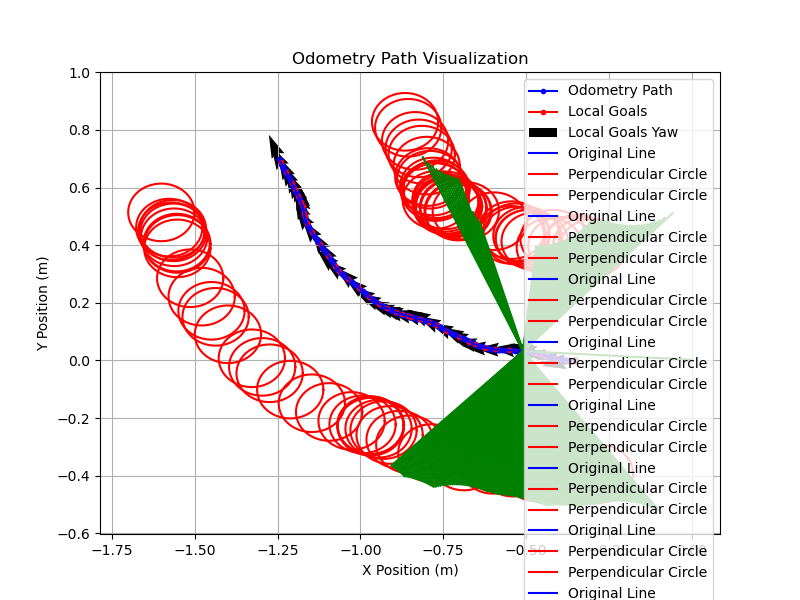 Odometry Path Visualization
1.0
0.8
0.6
0.4
0.2
0.0
−0.2
−0.4
−0.6
Y Position (m)
−1.75
−1.50
−1.25
−1.00
−0.75
−0.50
X Position (m)
Odometry Path
Local Goals
Local Goals Yaw
Original Line
Perpendicular Circle
Perpendicular Circle
Original Line
Perpendicular Circle
Perpendicular Circle
Original Line
Perpendicular Circle
Perpendicular Circle
Original Line
Perpendicular Circle
Perpendicular Circle
Original Line
Perpendicular Circle
Perpendicular Circle
Original Line
Perpendicular Circle
Perpendicular Circle
Original Line
Perpendicular Circle
Perpendicular Circle
Original Line